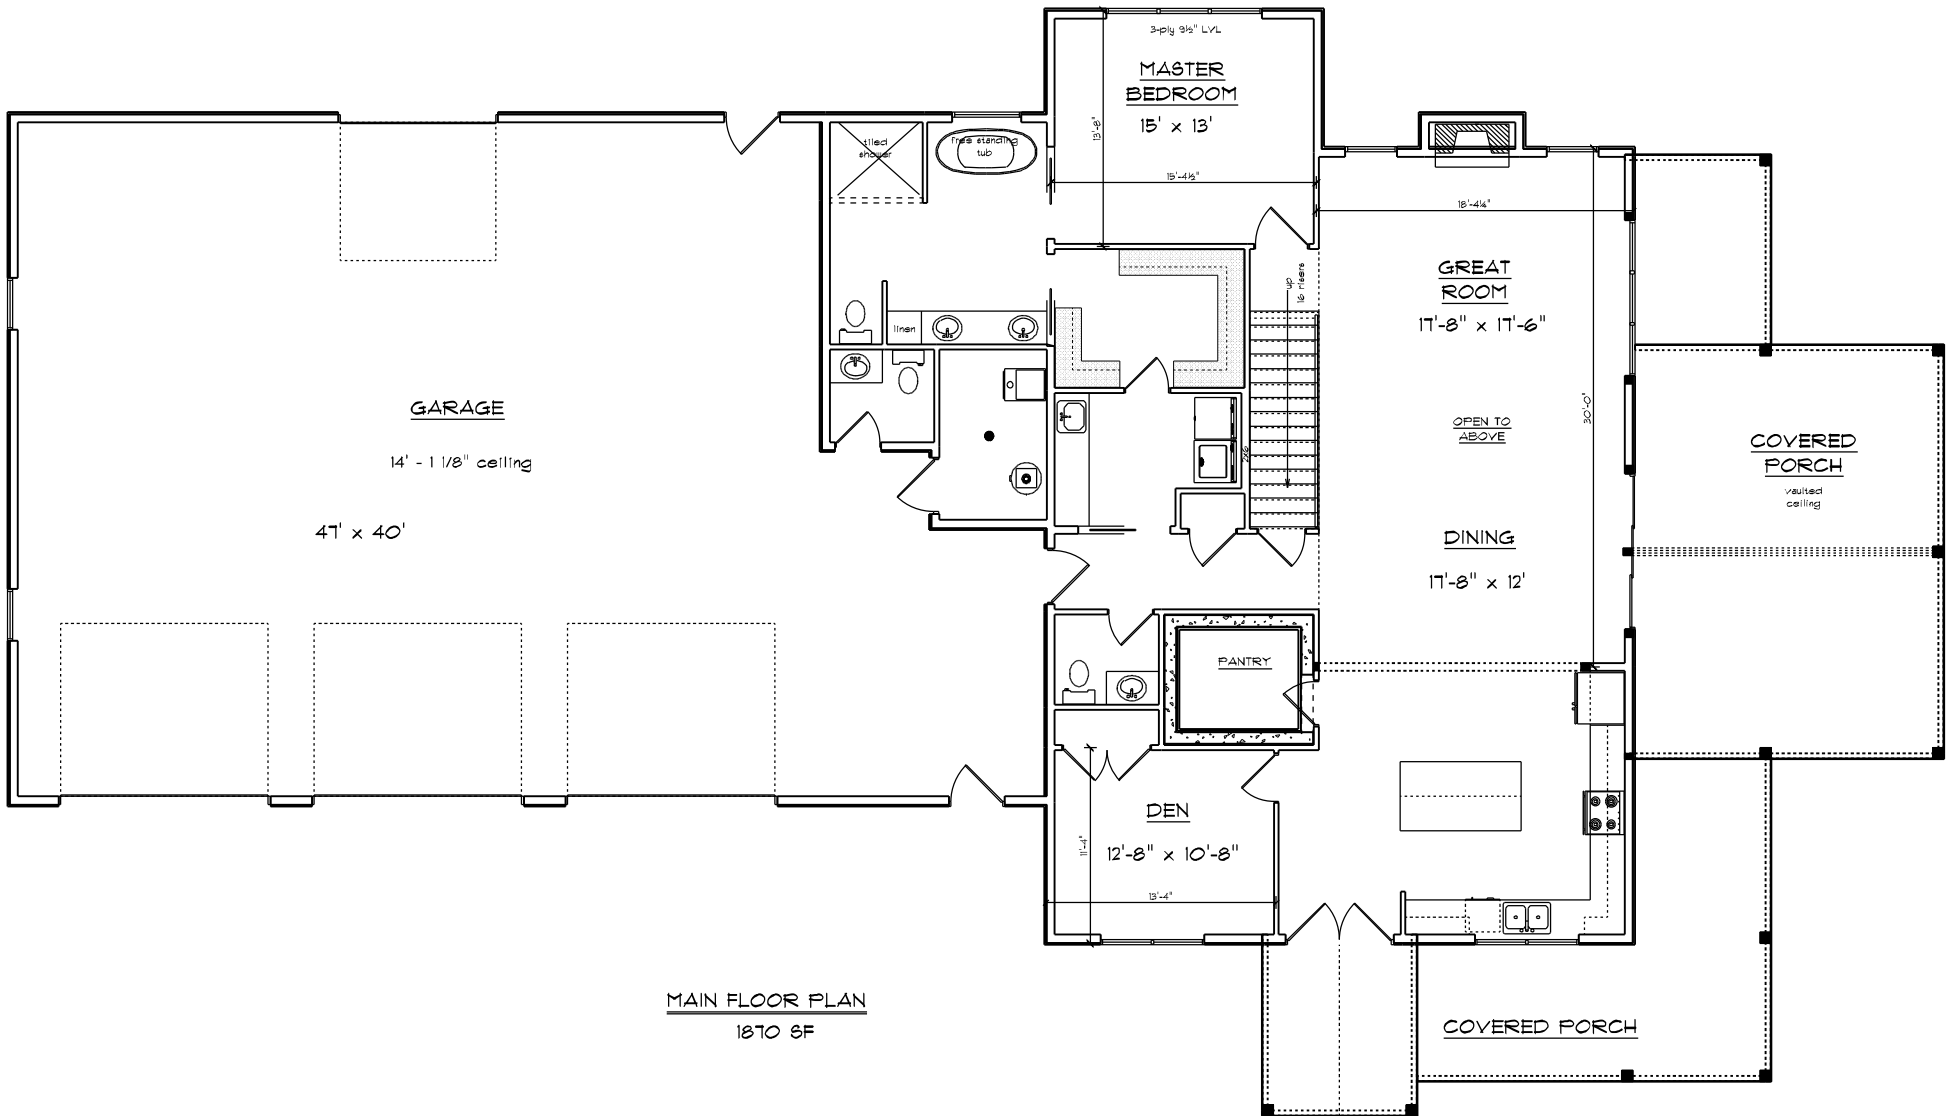 3-ply 9½" LVL
MASTER
BEDROOM
15' x 13'
13'-8"
15'-4½"
tiled
shower
free standing
tub
18'-4¼"
GREAT
ROOM
17'-8" x 17'-6"
up
16 risers
linen
30'-0"
GARAGE
14' - 1 1/8" ceiling
47' x 40'
OPEN TO
ABOVE
2x6
COVERED
PORCH
vaulted
ceiling
DINING
17'-8" x 12'
PANTRY
DEN
12'-8" x 10'-8"
11'-4"
13'-4"
MAIN FLOOR PLAN
1870 SF
COVERED PORCH